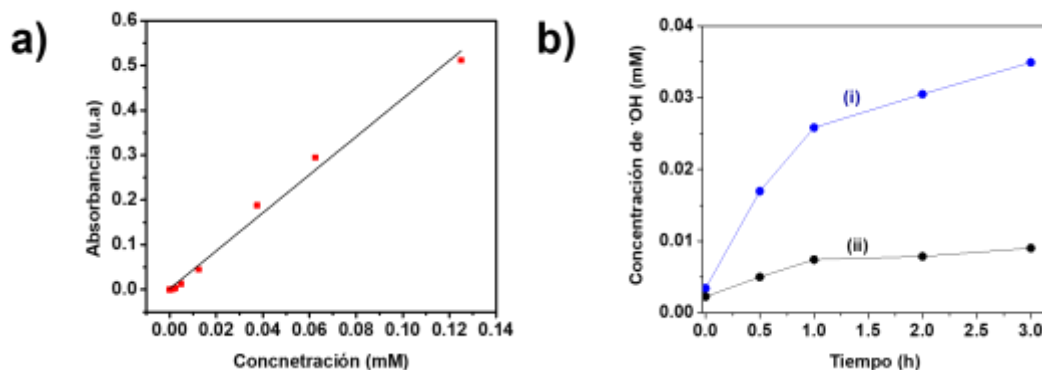 a)
Absorbancia (u.a)
0.6
0.5
0.4
0.3
0.2
0.1
0.0
0.00 0.02 0.04 0.06 0.08 0.10 0.12 0.14
Concnetración (mM)
b)
Concentración de ·OH (mM)
0.04
0.03
0.02
0.01
0.00
(i)
(ii)
0.0 0.5 1.0 1.5 2.0 2.5 3.0
Tiempo (h)